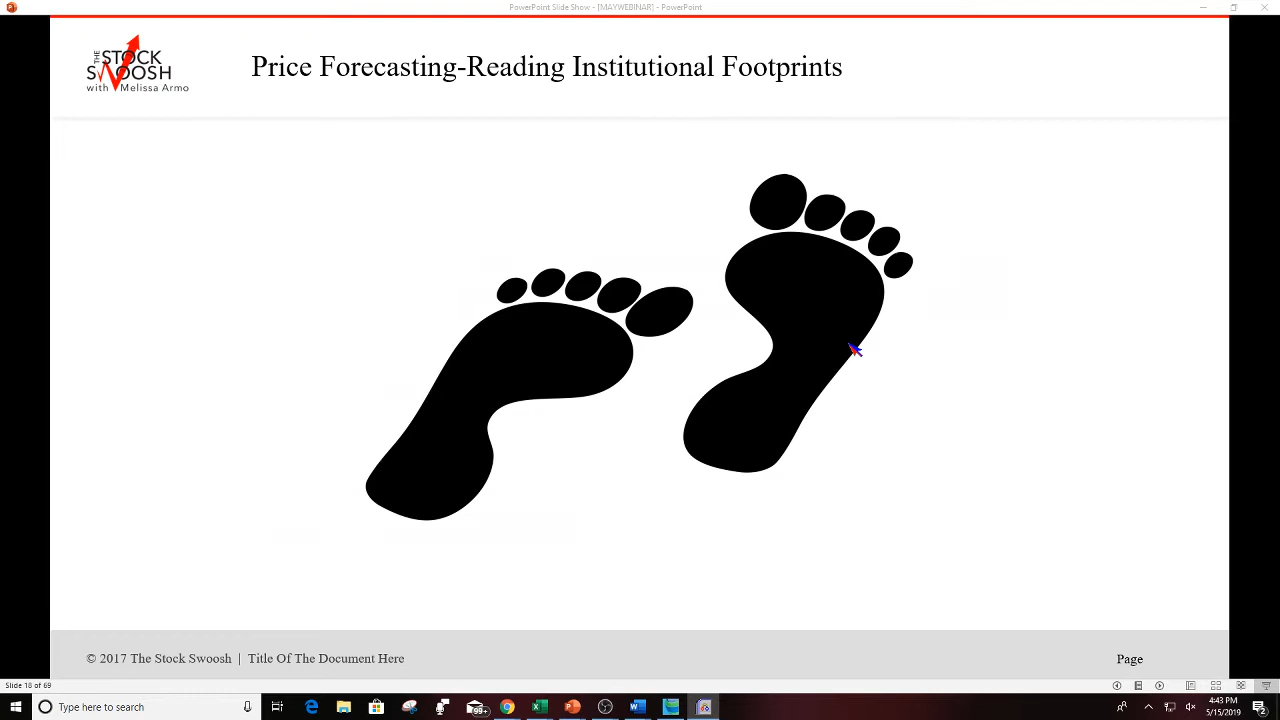 PowerPoint Slide Show - [MAYWEBINAR] - PowerPoint
THE STOCK
SWOOSH
with Melissa Armo
Price Forecasting-Reading Institutional Footprints
© 2017 The Stock Swoosh | Title Of The Document Here
Page
Slide 18 of 69
Type here to search
99+
4:43 PM
5/15/2019
2